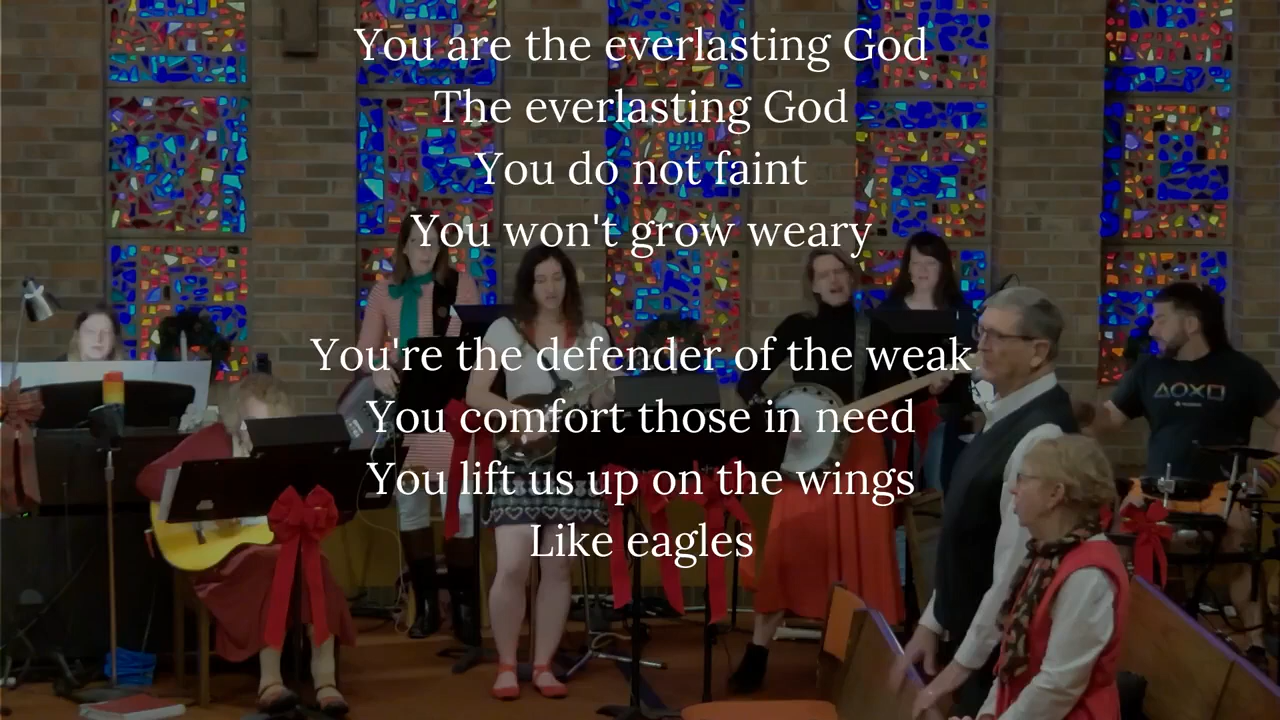 You are the everlasting God
The everlasting God
You do not faint
You won't grow weary
You're the defender of the weak
You comfort those in need
You lift us up on the wings
Like eagles